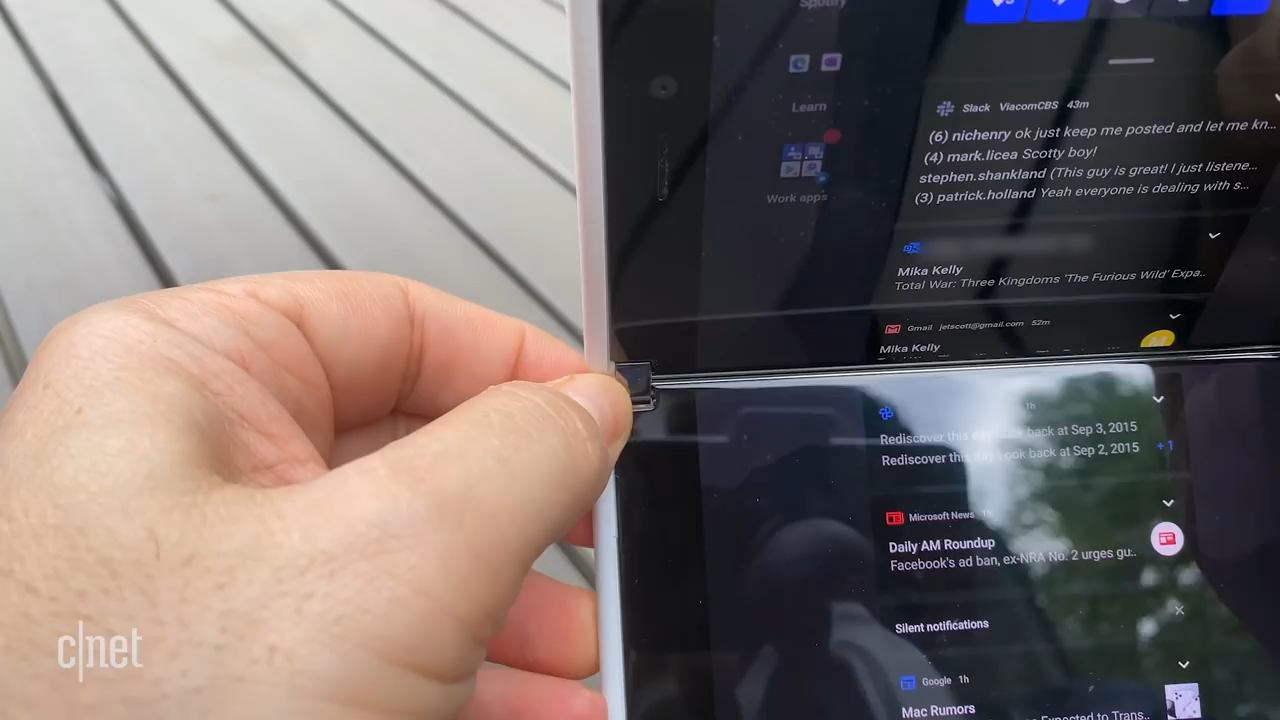 Spotify
Learn
Work apps
Slack ViacomCBS 43m
(6) nichenry ok just keep me posted and let me kn...
(4) mark.licea Scotty boy!
stephen.shankland (This guy is great! I just listene...
(3) patrick.holland Yeah everyone is dealing with s...
Mika Kelly
Total War: Three Kingdoms 'The Furious Wild' Expa..
Gmail jetscott@gmail.com 52m
Mika Kelly
1h
Rediscover this day back at Sep 3, 2015
Rediscover this day Look back at Sep 2, 2015
+1
Microsoft News 1h
Daily AM Roundup
Facebook's ad ban, ex-NRA No. 2 urges gu..
Silent notifications
Google 1h
Mac Rumors
Expected to Trans..
c|net